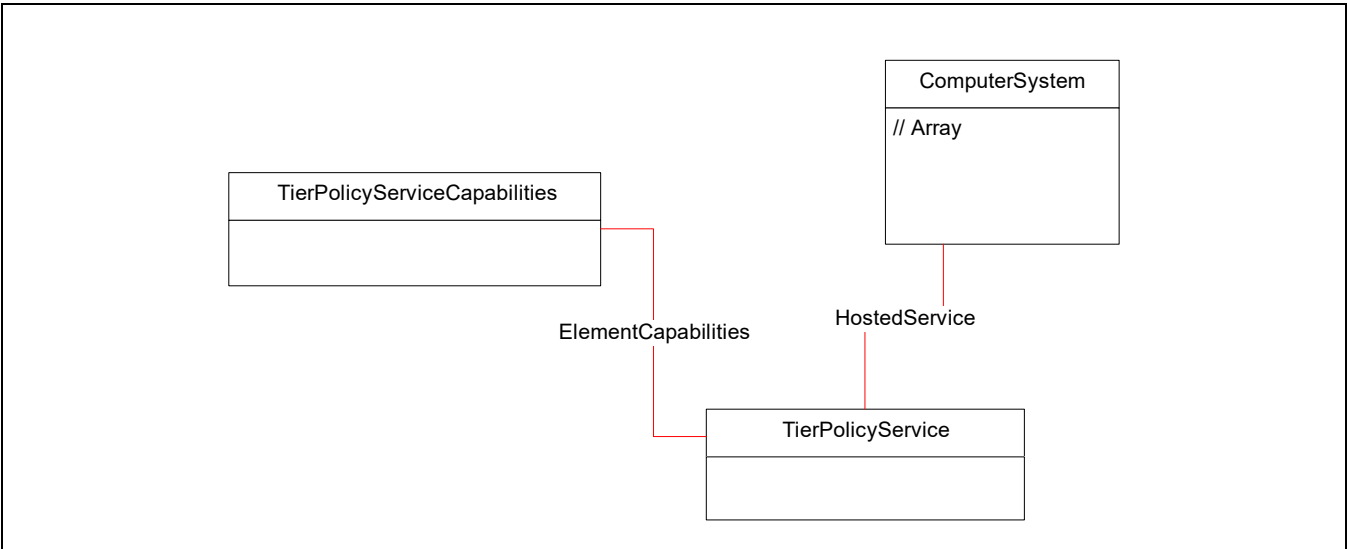 ComputerSystem
// Array
TierPolicyServiceCapabilities
ElementCapabilities
HostedService
TierPolicyService